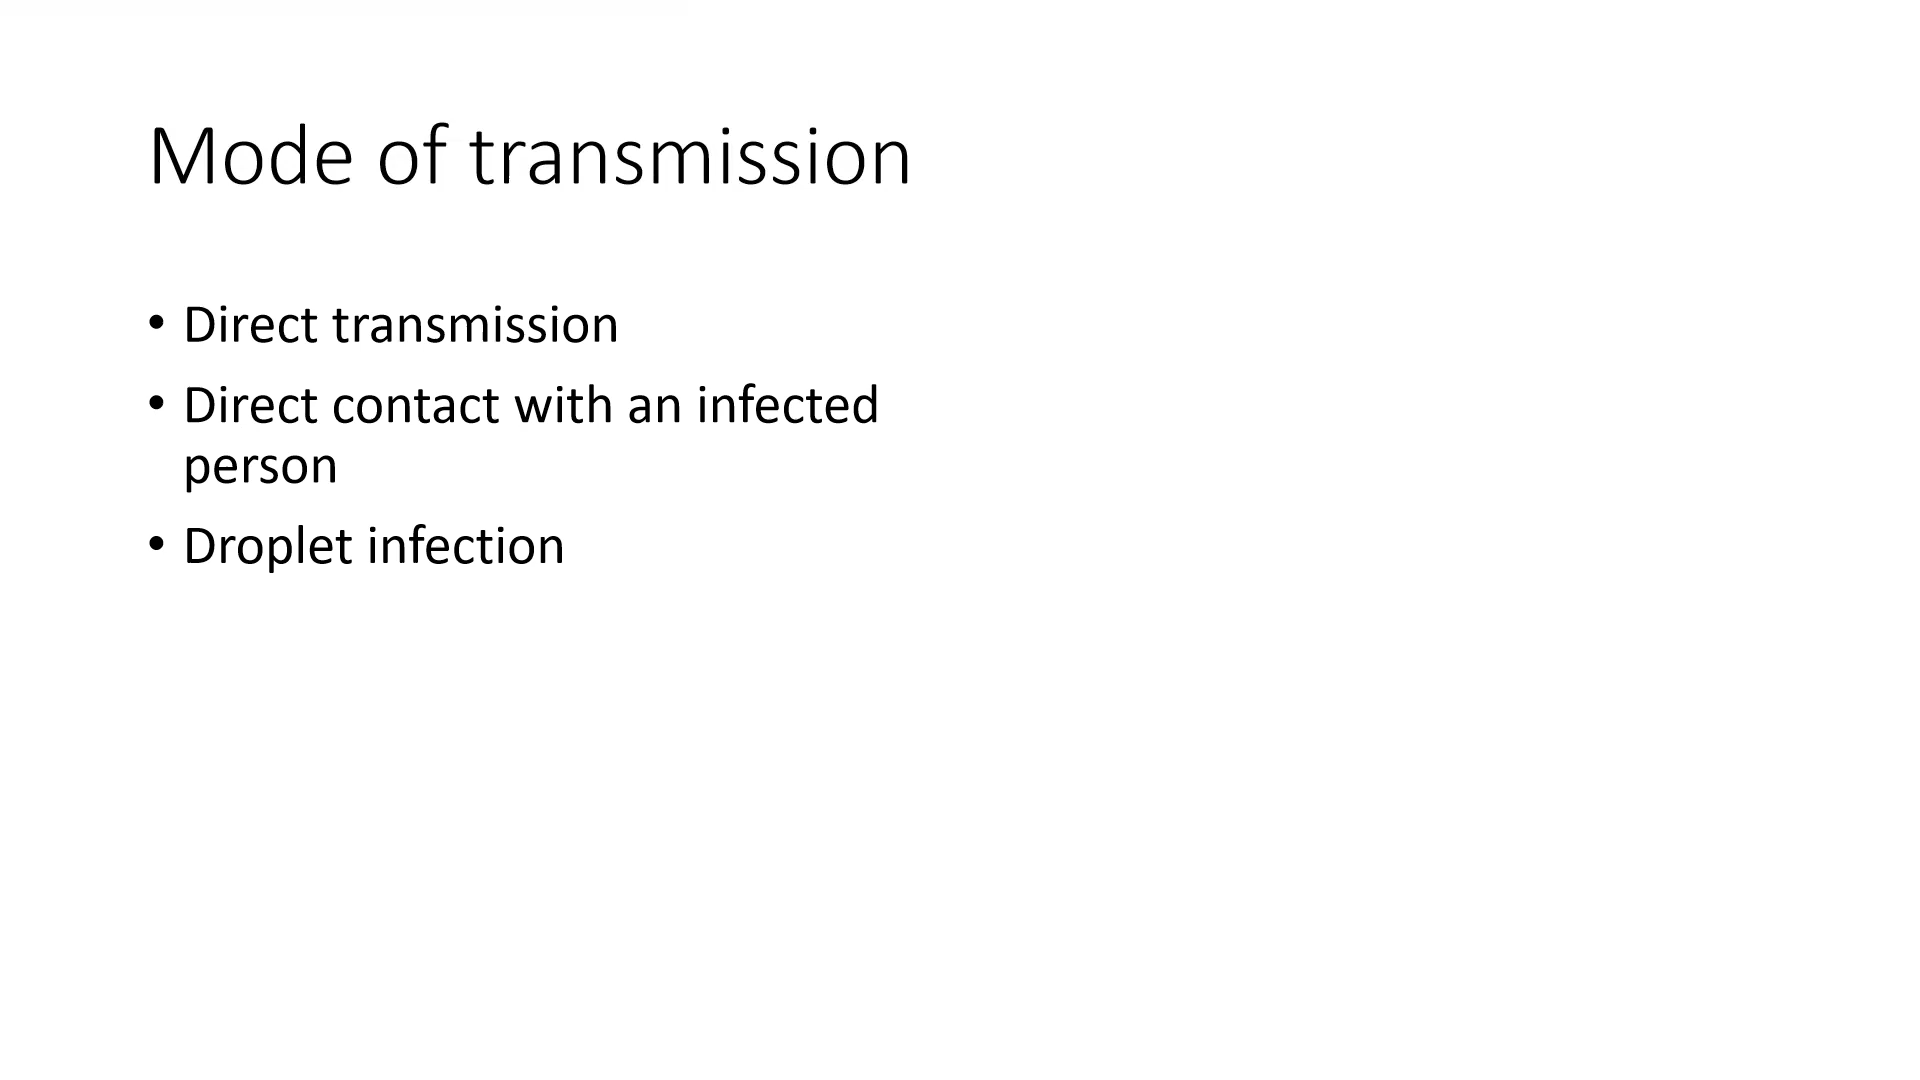 Mode of transmission
• Direct transmission
• Direct contact with an infected
person
• Droplet infection